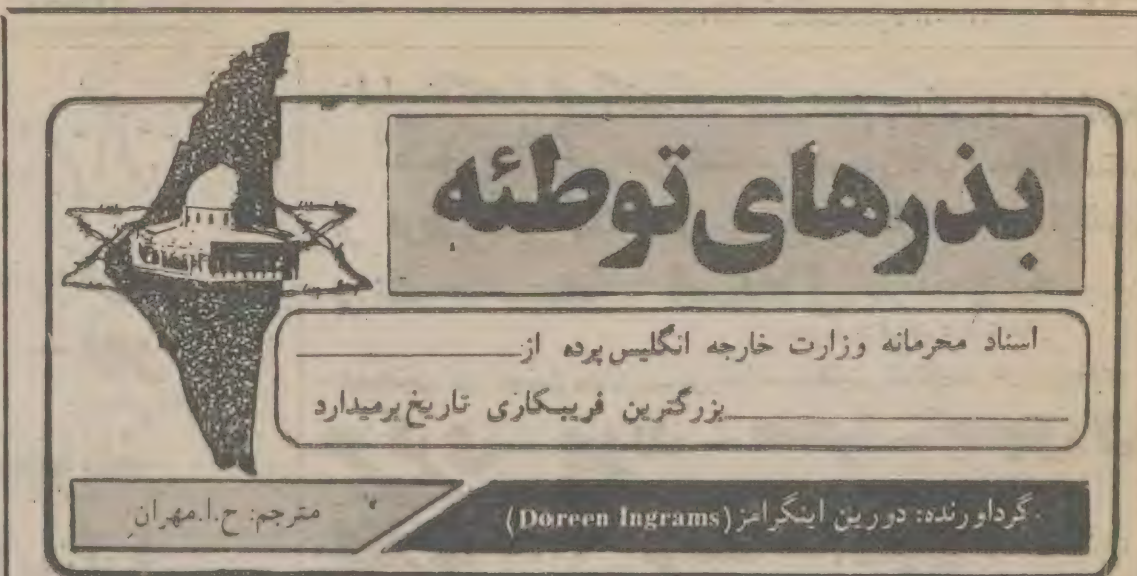 بذرهای توطئه
اسناد محرمانه وزارت خارجه انگلیس پرده از
بزرگترین فریبکاری تاریخ برمیدارد
گردآورنده: دورین اینگرامز (Doreen Ingrams)
مترجم: ح.ا.مهران